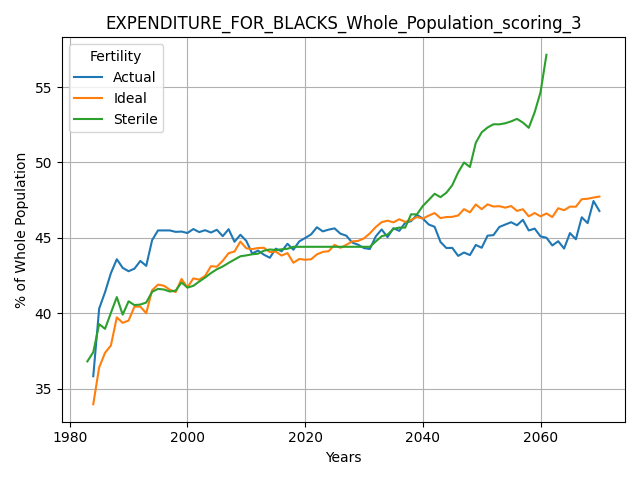 EXPENDITURE_FOR_BLACKS_Whole_Population_scoring_3
Fertility
Actual
Ideal
Sterile
% of Whole Population
55
50
45
40
35
1980
2000
2020
2040
2060
Years